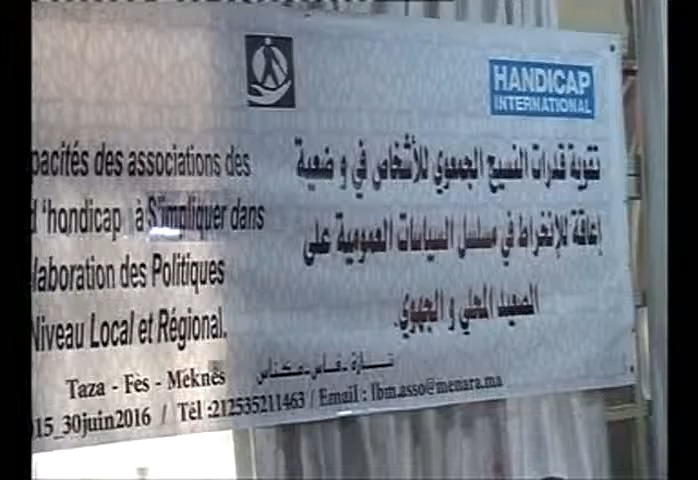 HANDICAP
INTERNATIONAL
pacités des associations des
d'handicap à S'impliquer dans
laboration des Politiques
Niveau Local et Régional.
تقوية قدرات النسيج الجمعوي للأشخاص في و ضعية
إعاقة للإنخراط في مسلسل السياسات العمومية على
الصعيد المحلي و الجهوي.
تازة - فاس - مكناس
Taza - Fès - Meknès
15_30juin2016 / Tél :212535211463 / Email : lbm.asso@menara.ma